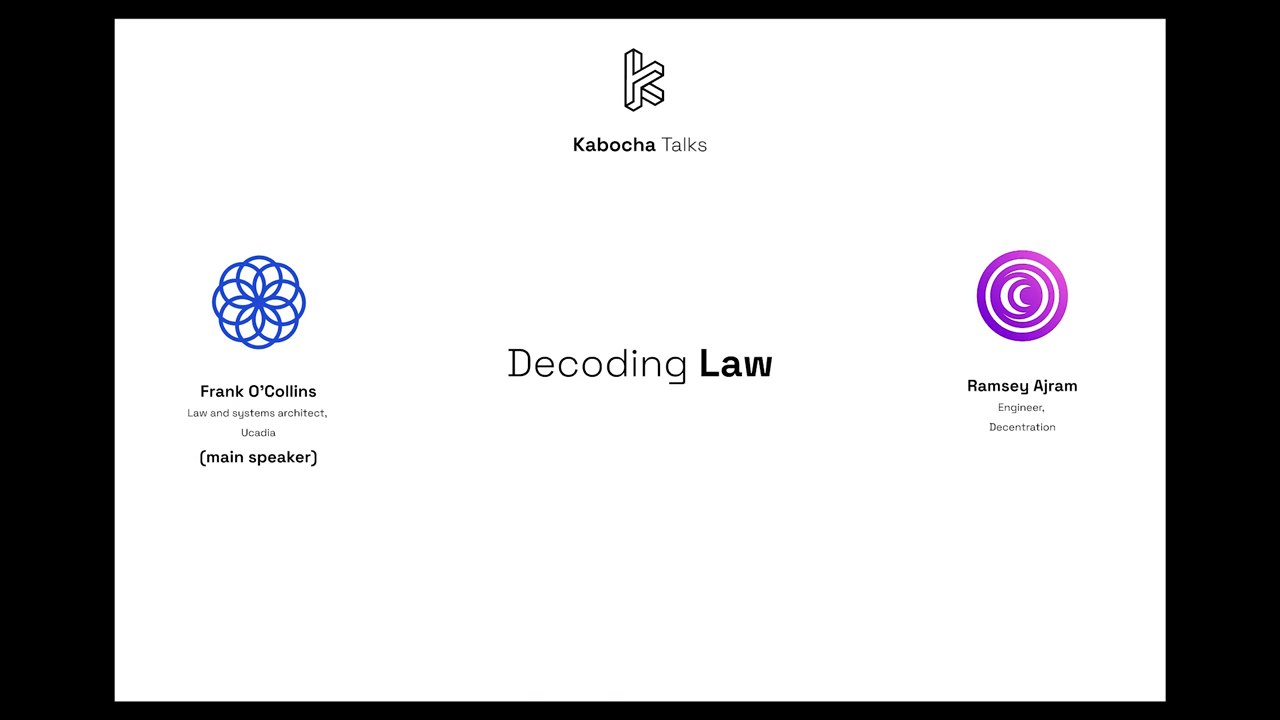 Kabocha Talks
Frank O'Collins
Law and systems architect,
Ucadia
(main speaker)
Decoding Law
Ramsey Ajram
Engineer,
Decentration